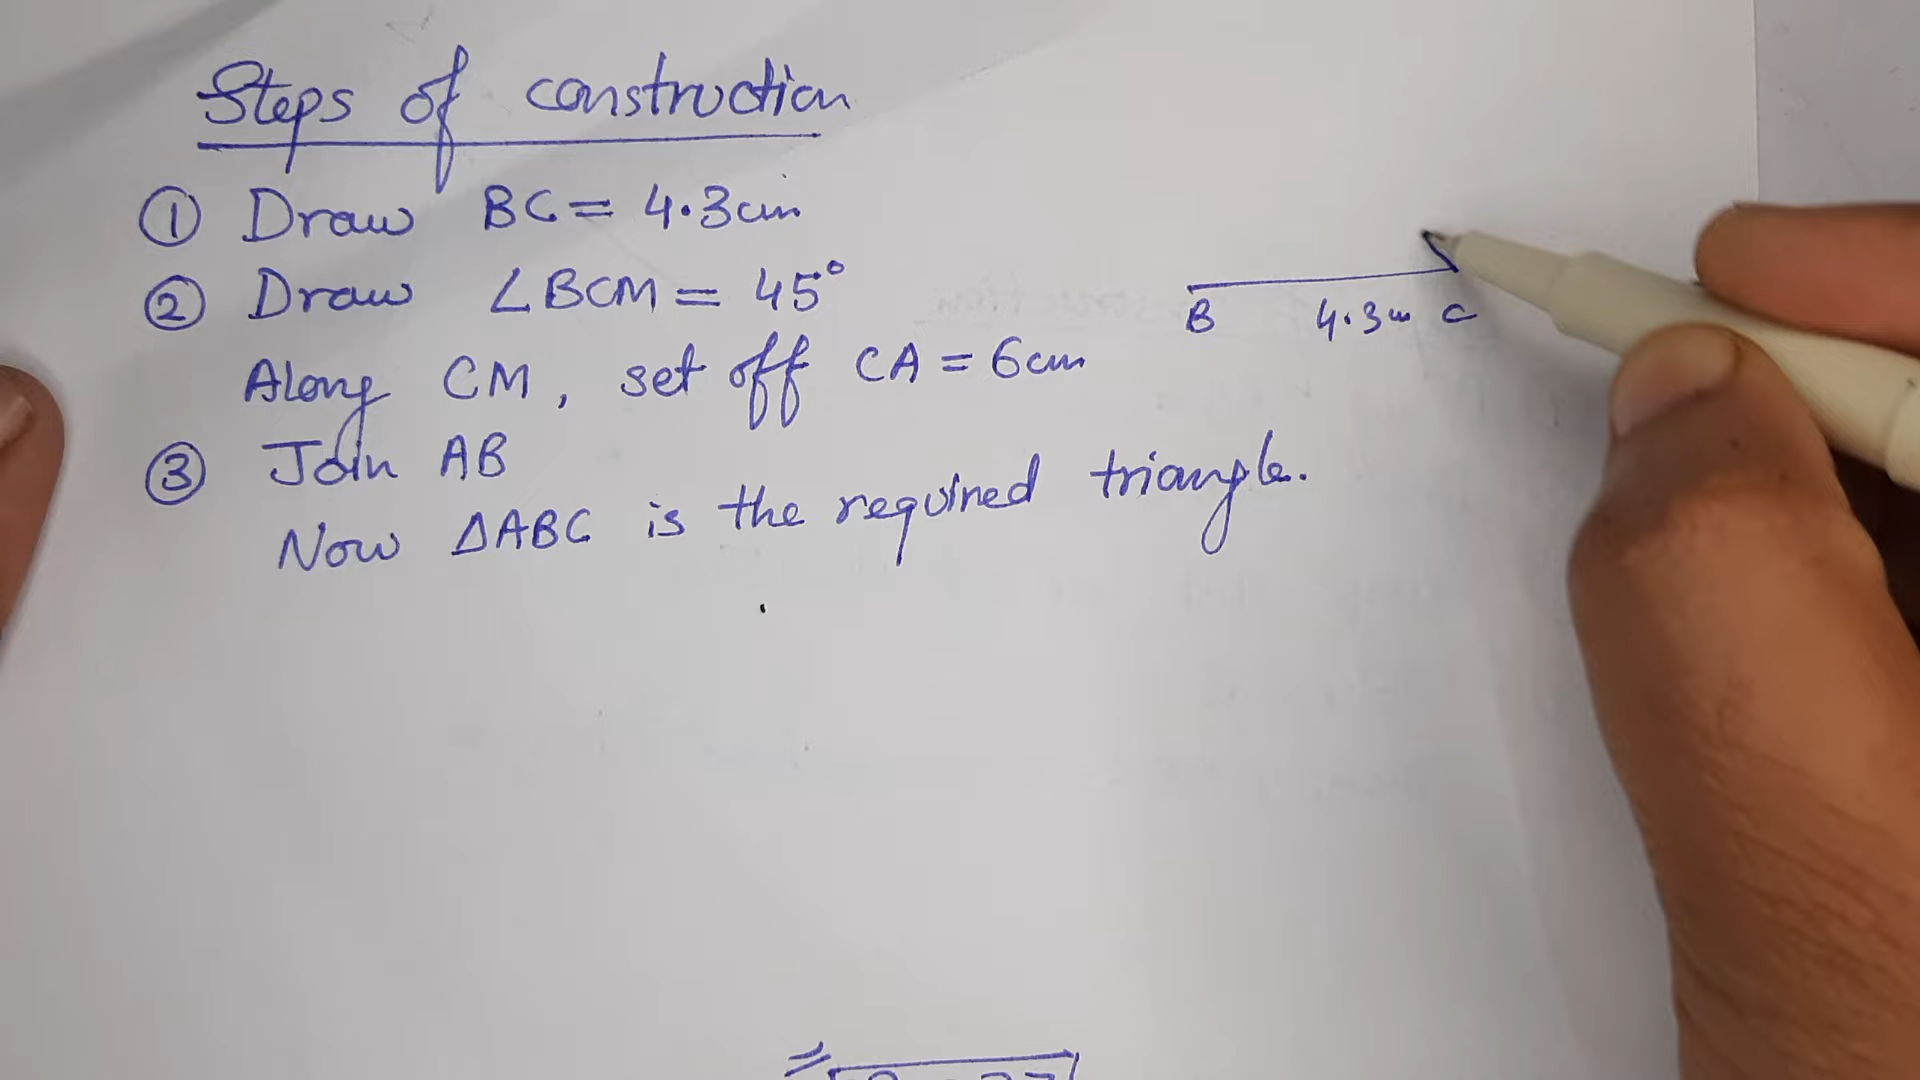 Steps of construction
① Draw BC = 4.3cm
② Draw ∠BCM = 45°
Along CM, set off CA = 6cm
③ Join AB
Now ΔABC is the required triangle.
B 4.3cm C